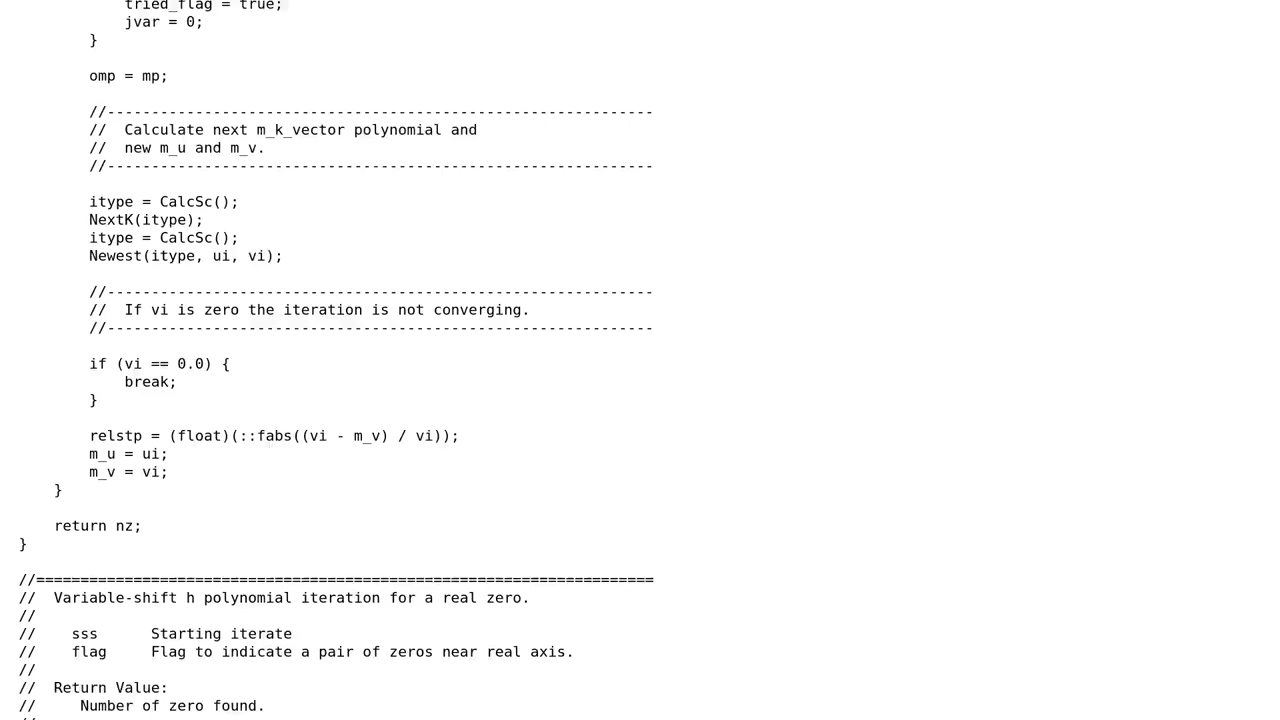 tried_flag = true;
jvar = 0;
}
omp = mp;
//--------------------------------------------------------------
//  Calculate next m_k_vector polynomial and
//  new m_u and m_v.
//--------------------------------------------------------------
itype = CalcSc();
NextK(itype);
itype = CalcSc();
Newest(itype, ui, vi);
//--------------------------------------------------------------
//  If vi is zero the iteration is not converging.
//--------------------------------------------------------------
if (vi == 0.0) {
break;
}
relstp = (float)(::fabs((vi - m_v) / vi));
m_u = ui;
m_v = vi;
}
return nz;
}
//======================================================================
//  Variable-shift h polynomial iteration for a real zero.
//
//    sss      Starting iterate
//    flag     Flag to indicate a pair of zeros near real axis.
//
//  Return Value:
//     Number of zero found.
//